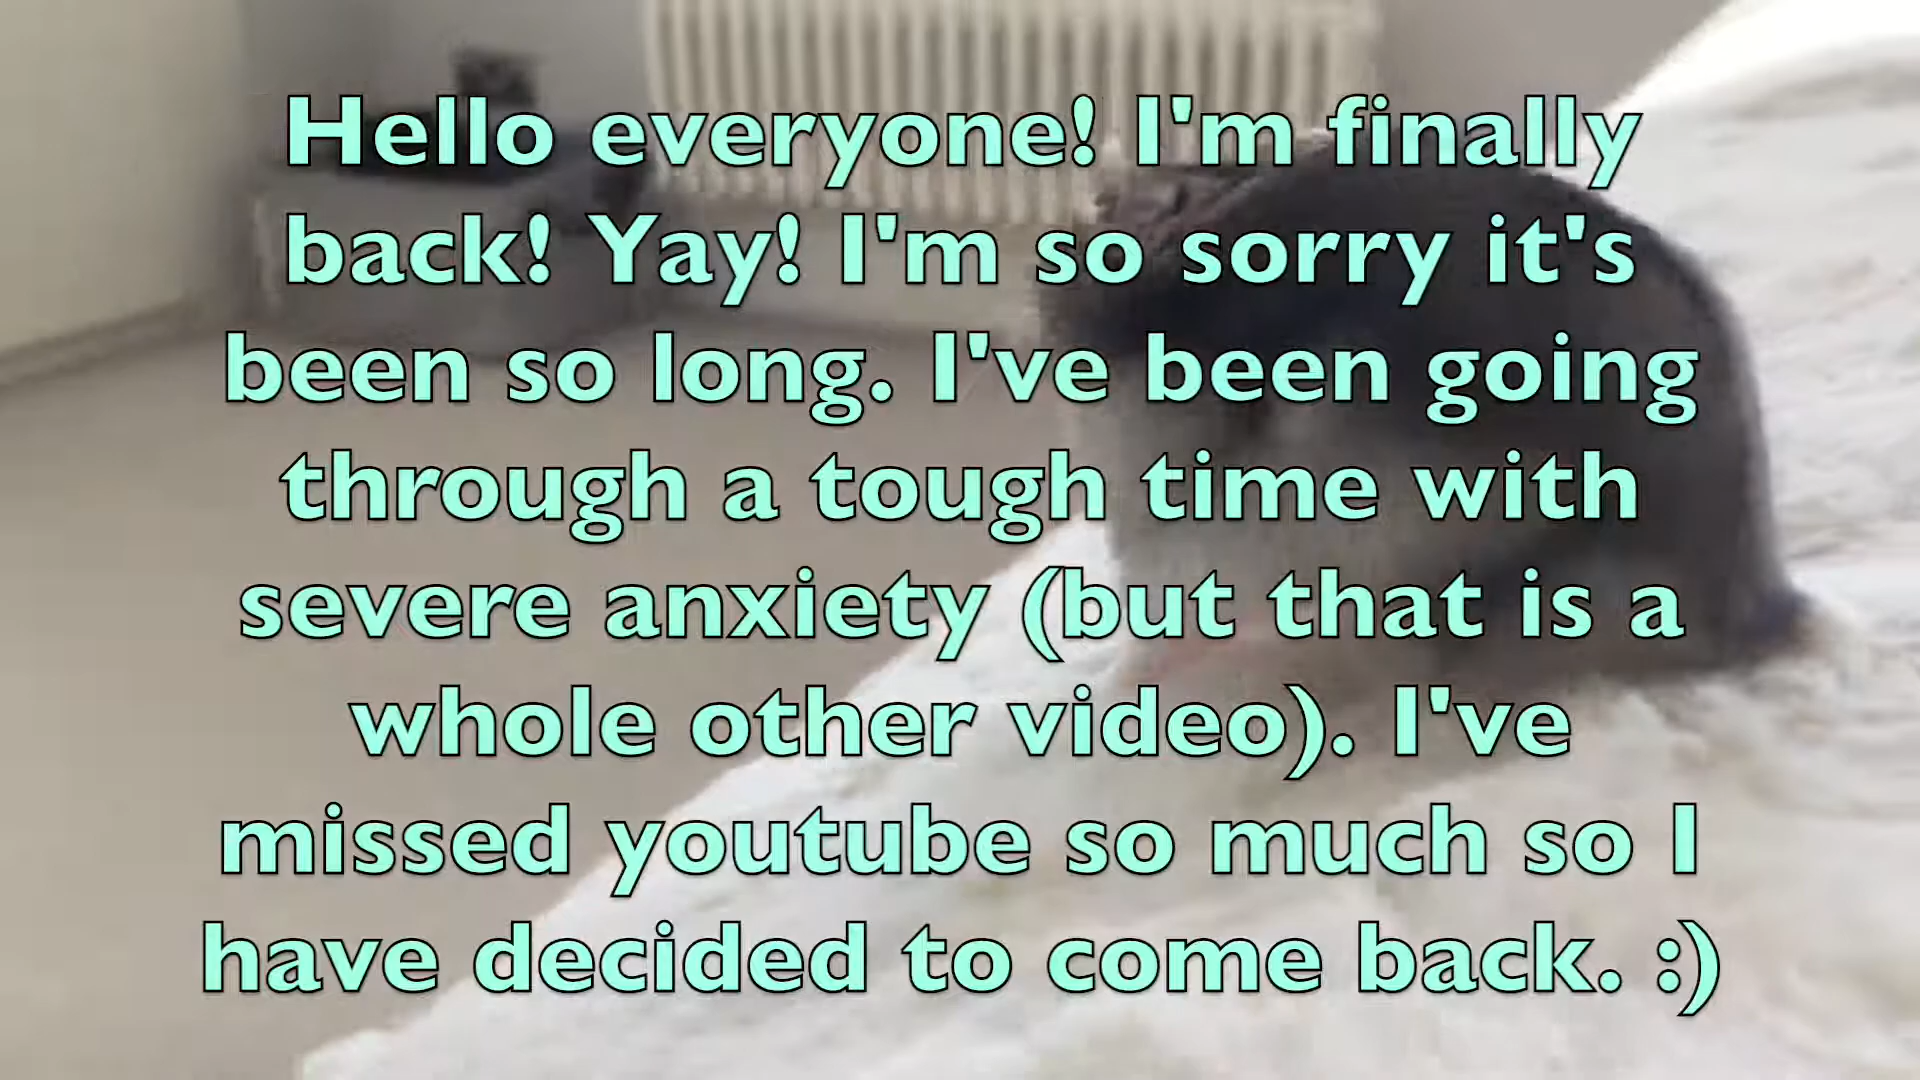 Hello everyone! I'm finally
back! Yay! I'm so sorry it's
been so long. I've been going
through a tough time with
severe anxiety (but that is a
whole other video). I've
missed youtube so much so I
have decided to come back. :)